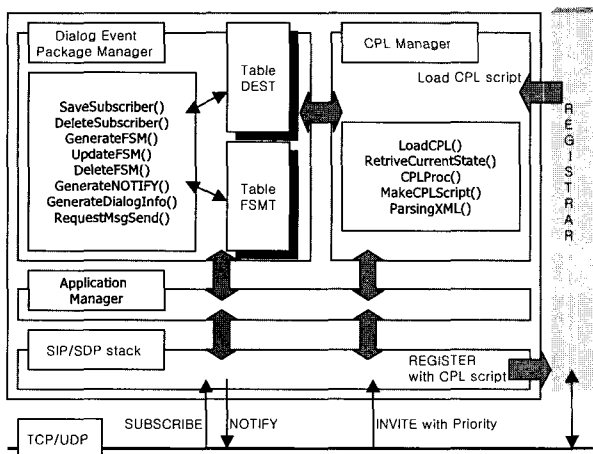 Dialog Event
Package Manager
Table
DEST
CPL Manager
Load CPL script
SaveSubscriber()
DeleteSubscriber()
GenerateFSM()
UpdateFSM()
DeleteFSM()
GenerateNOTIFY()
GenerateDialogInfo()
RequestMsgSend()
Table
FSMT
LoadCPL()
RetriveCurrentState()
CPLProc()
MakeCPLScript()
ParsingXML()
REGISTRAR
Application
Manager
SIP/SDP stack
REGISTER
with CPL script
SUBSCRIBE
NOTIFY
INVITE with Priority
TCP/UDP